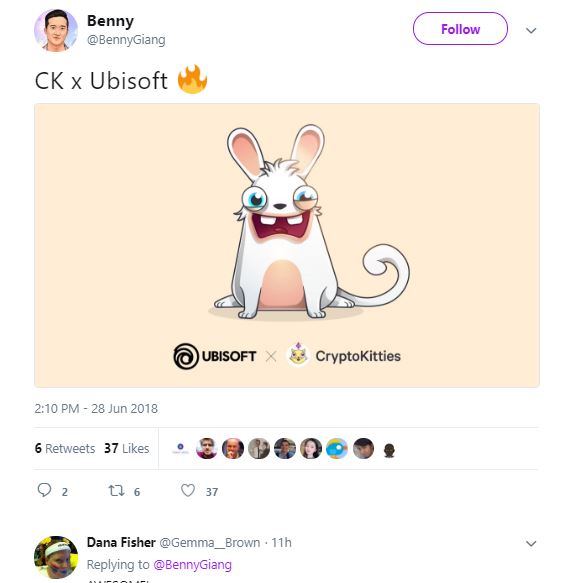 Benny
@BennyGiang
Follow
CK x Ubisoft 🔥
UBISOFT × CryptoKitties
2:10 PM - 28 Jun 2018
6 Retweets 37 Likes
2 6 37
Dana Fisher @Gemma__Brown · 11h
Replying to @BennyGiang
AWESOME!